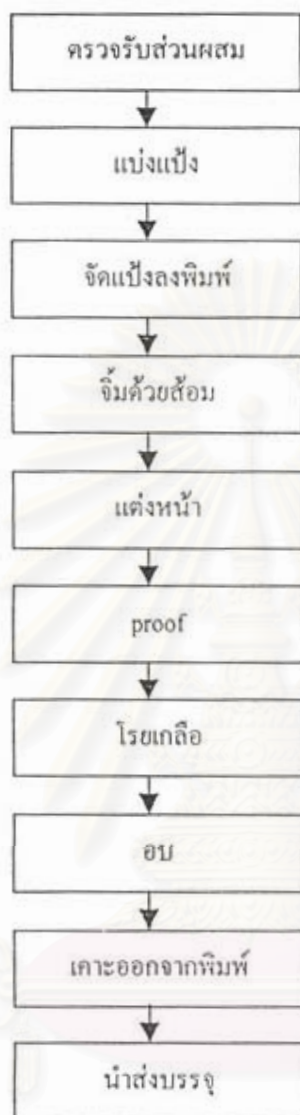 ตรวจรับส่วนผสม
แบ่งแป้ง
จัดแป้งลงพิมพ์
จิ้มด้วยส้อม
แต่งหน้า
proof
โรยเกลือ
อบ
เคาะออกจากพิมพ์
นำส่งบรรจุ